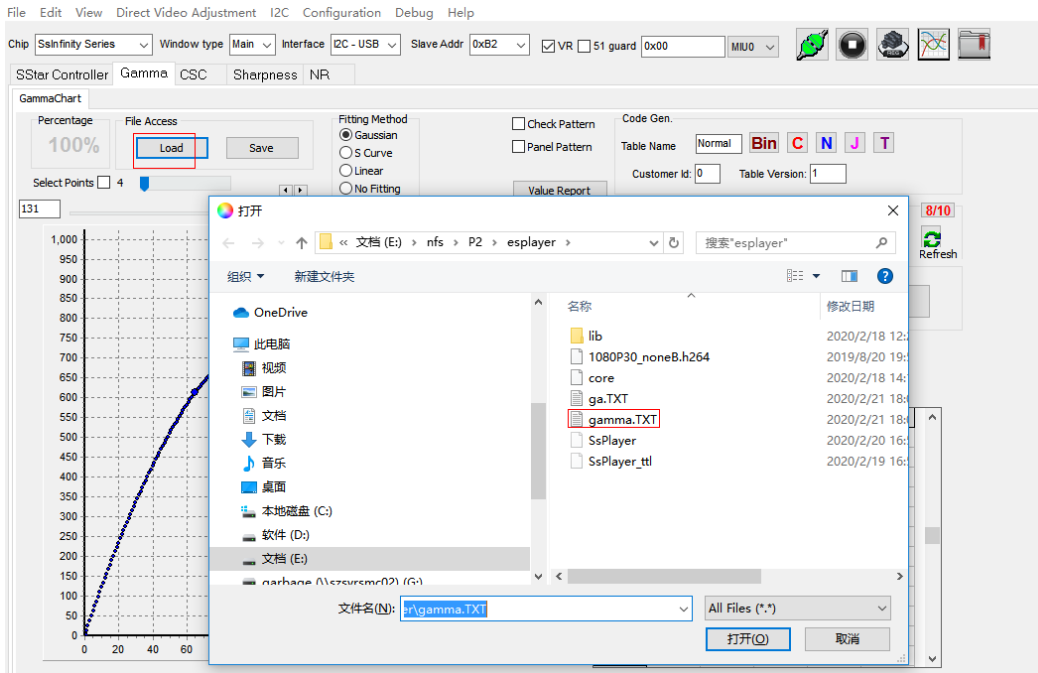 File Edit View Direct Video Adjustment I2C Configuration Debug Help
Chip SsInfinity Series Window type Main Interface I2C - USB Slave Addr 0xB2 VR 51 guard 0x00 MIU0
SStar Controller Gamma CSC Sharpness NR
GammaChart
Percentage File Access Fitting Method Check Pattern Code Gen.
100% Load Save Gaussian Panel Pattern Table Name Normal Bin C N J T
S Curve
Linear Customer Id: 0 Table Version: 1
Select Points 4 No Fitting Value Report
131
打开
8/10
Refresh
« 文档 (E:) › nfs › P2 › esplayer › 搜索"esplayer"
组织 新建文件夹
OneDrive
此电脑
视频
图片
文档
下载
音乐
桌面
本地磁盘 (C:)
软件 (D:)
文档 (E:)
garbage (\\szsvrsmc02) (G:)
名称 修改日期
lib 2020/2/18 12:
1080P30_noneB.h264 2019/8/20 19:
core 2020/2/18 14:
ga.TXT 2020/2/21 18:
gamma.TXT 2020/2/21 18:
SsPlayer 2020/2/20 16:
SsPlayer_ttl 2020/2/19 16:
文件名(N): er\gamma.TXT All Files (*.*)
打开(O) 取消
1,000
950
900
850
800
750
700
650
600
550
500
450
400
350
300
250
200
150
100
50
0
0 20 40 60